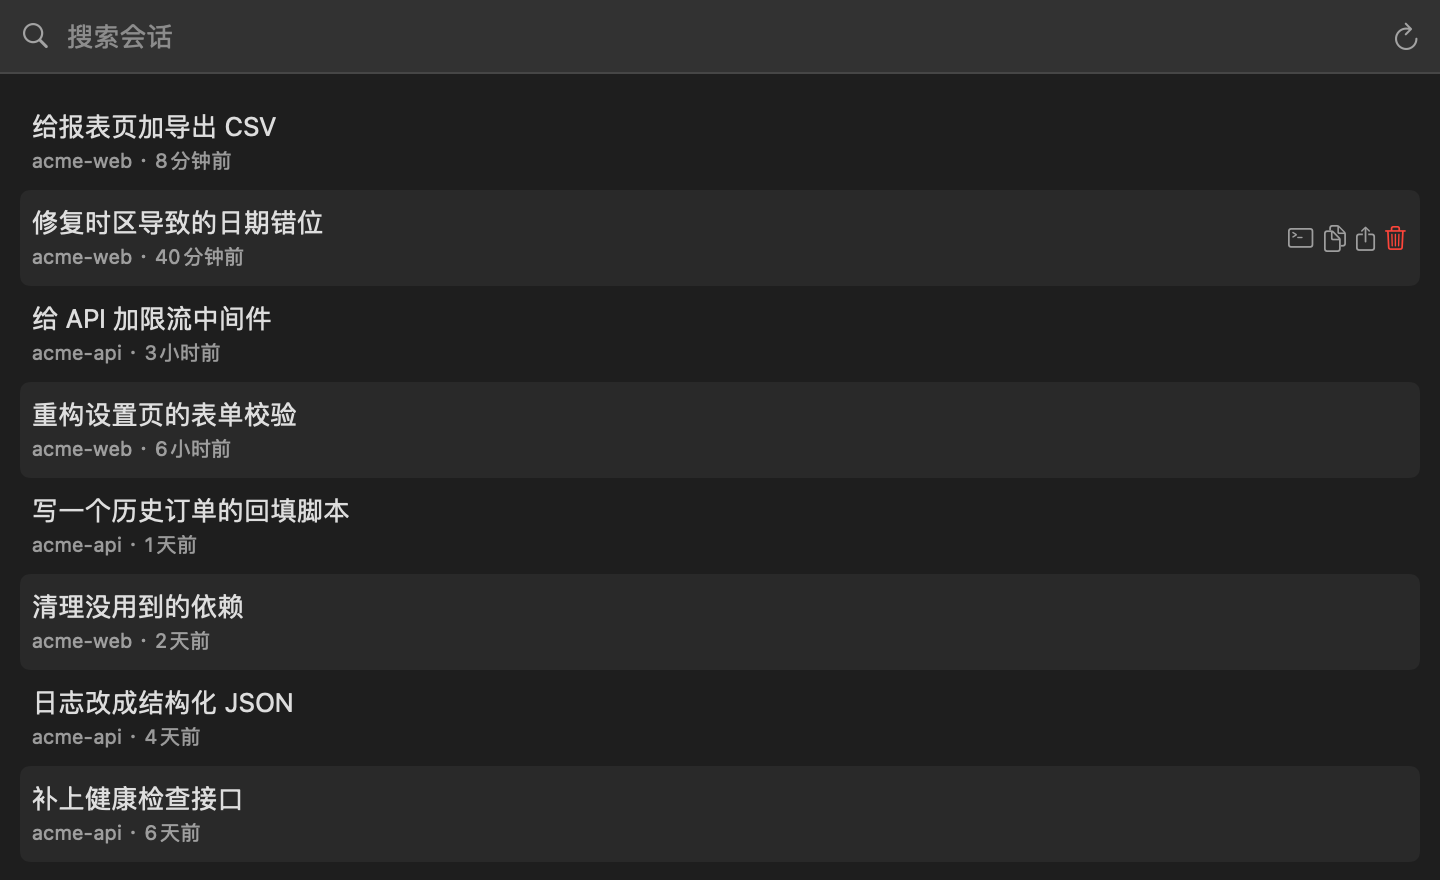 搜索会话
给报表页加导出 CSV
acme-web · 8分钟前
修复时区导致的日期错位
acme-web · 40分钟前
给 API 加限流中间件
acme-api · 3小时前
重构设置页的表单校验
acme-web · 6小时前
写一个历史订单的回填脚本
acme-api · 1天前
清理没用到的依赖
acme-web · 2天前
日志改成结构化 JSON
acme-api · 4天前
补上健康检查接口
acme-api · 6天前